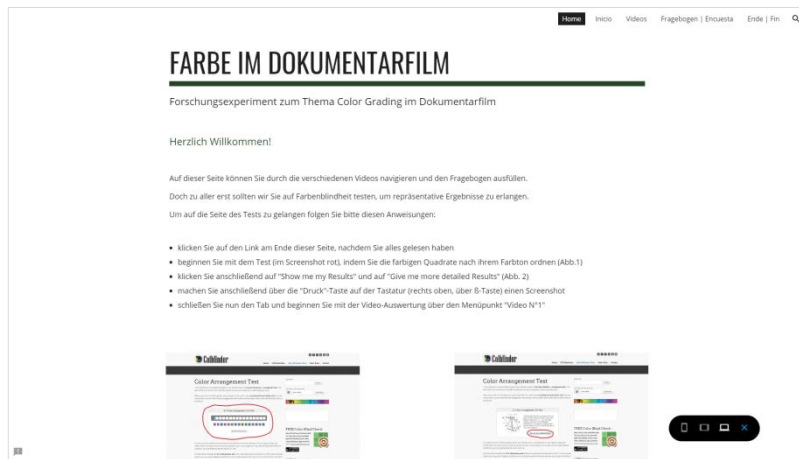 Home Inicio Videos Fragebogen | Encuesta Ende | Fin
FARBE IM DOKUMENTARFILM
Forschungsexperiment zum Thema Color Grading im Dokumentarfilm
Herzlich Willkommen!
Auf dieser Seite können Sie durch die verschiedenen Videos navigieren und den Fragebogen ausfüllen.
Doch zu aller erst sollten wir Sie auf Farbenblindheit testen, um repräsentative Ergebnisse zu erlangen.
Um auf die Seite des Tests zu gelangen folgen Sie bitte diesen Anweisungen:
• klicken Sie auf den Link am Ende dieser Seite, nachdem Sie alles gelesen haben
• beginnen Sie mit dem Test (im Screenshot rot), indem Sie die farbigen Quadrate nach ihrem Farbton ordnen (Abb.1)
• klicken Sie anschließend auf "Show me my Results" und auf "Give me more detailed Results" (Abb. 2)
• machen Sie anschließend über die "Druck"-Taste auf der Tastatur (rechts oben, über ß-Taste) einen Screenshot
• schließen Sie nun den Tab und beginnen Sie mit der Video-Auswertung über den Menüpunkt "Video N°1"
Colblindor
Color Arrangement Test
Colblindor
Color Arrangement Test